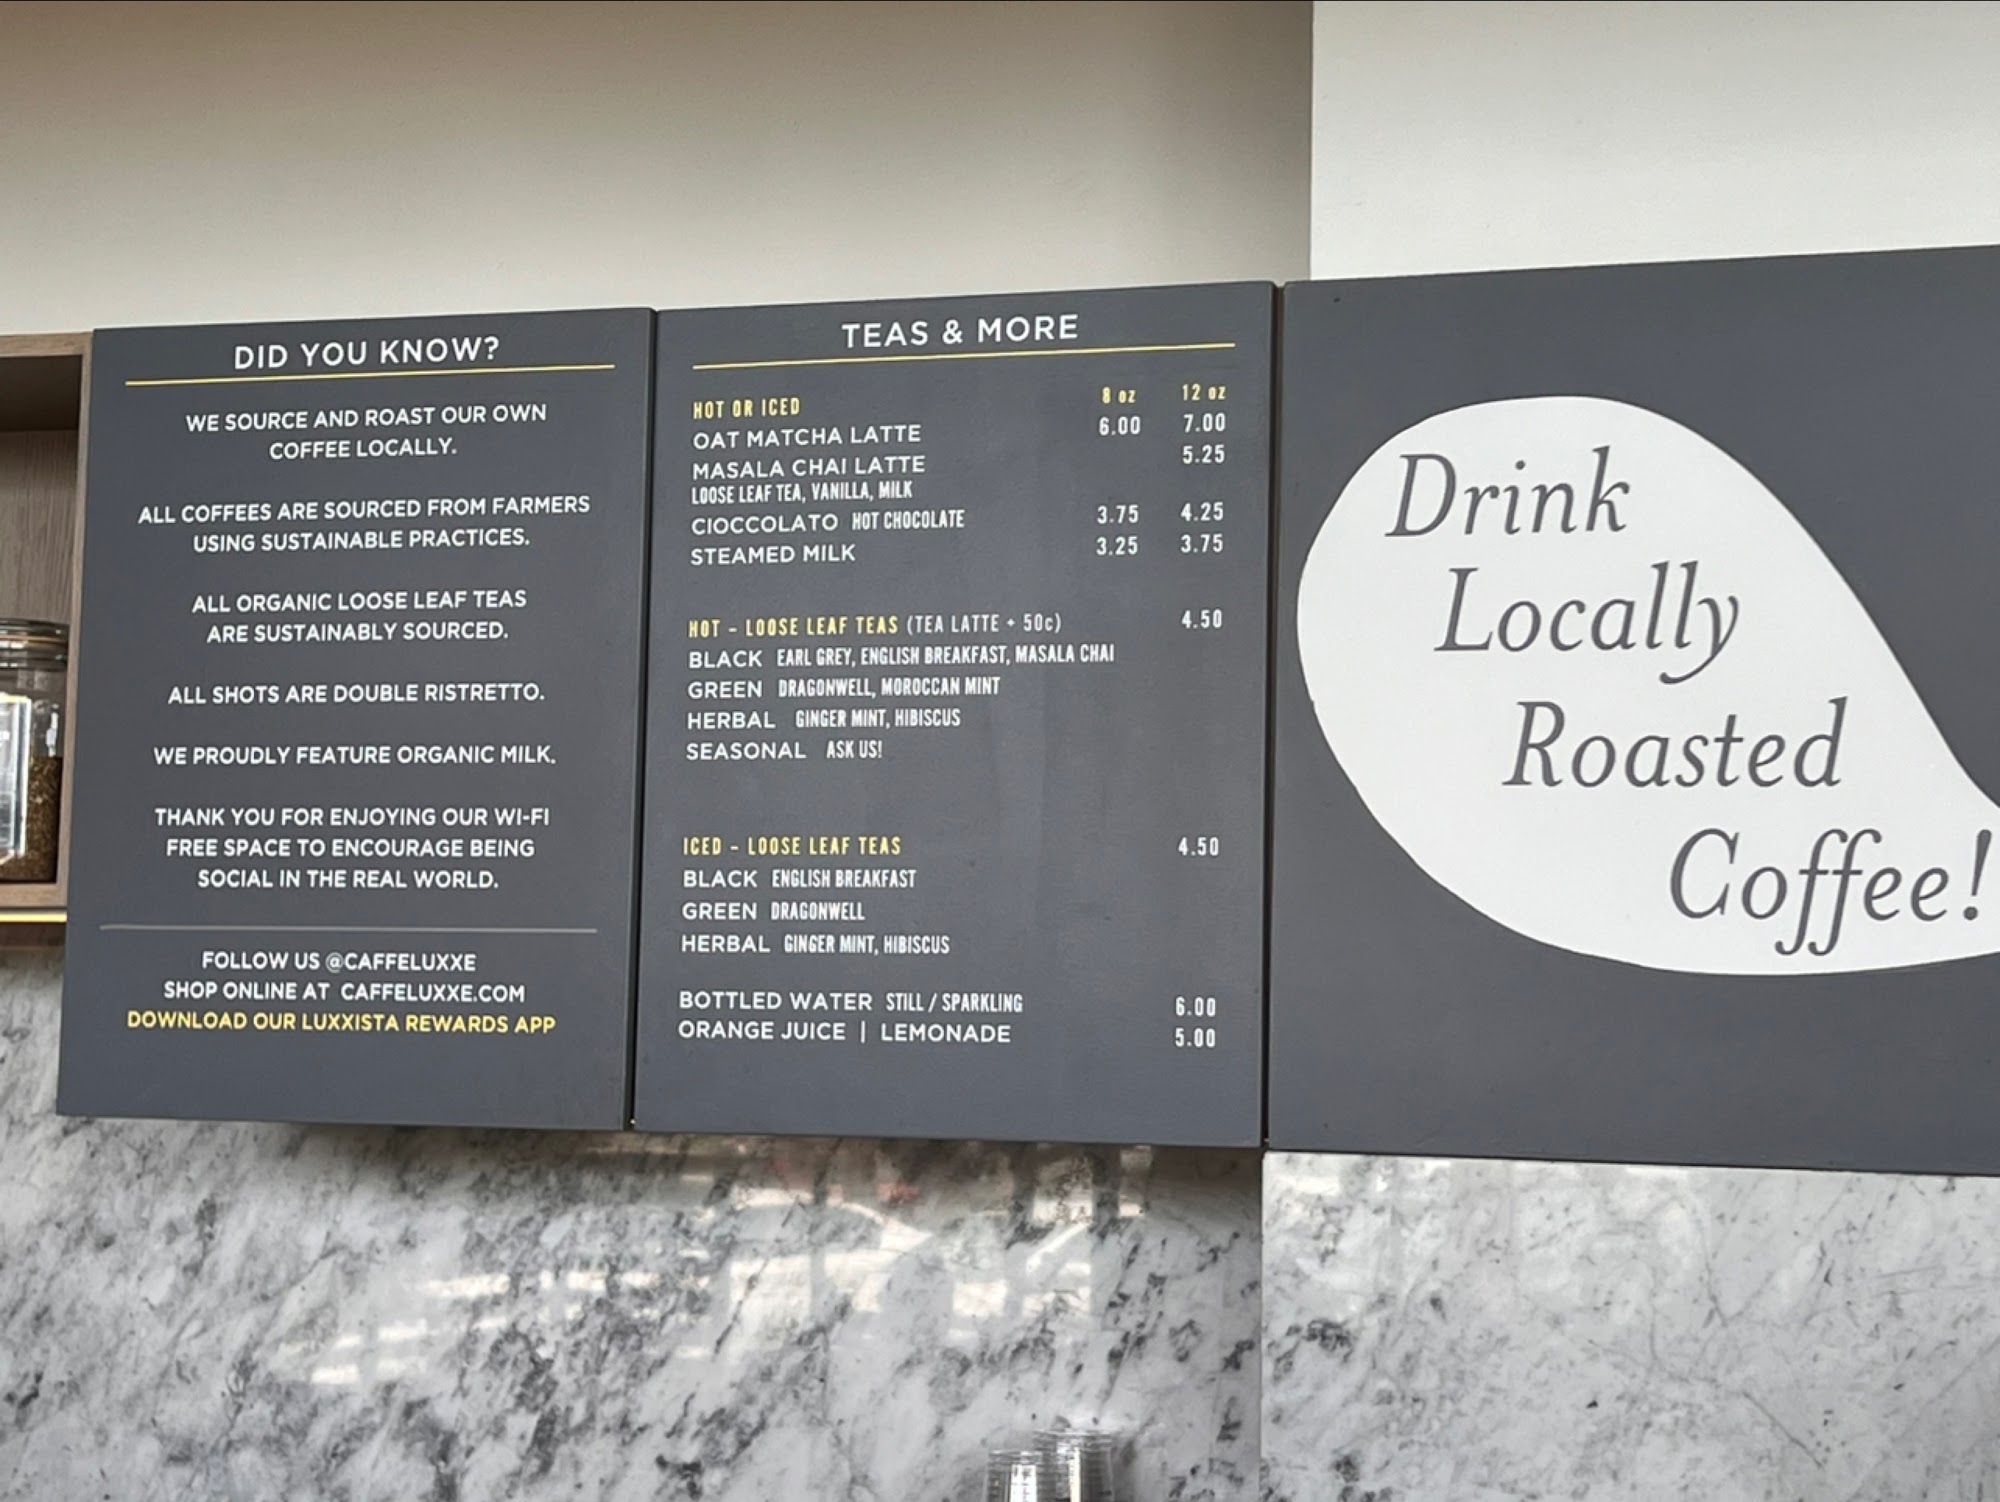 DID YOU KNOW?
WE SOURCE AND ROAST OUR OWN
COFFEE LOCALLY.
ALL COFFEES ARE SOURCED FROM FARMERS
USING SUSTAINABLE PRACTICES.
ALL ORGANIC LOOSE LEAF TEAS
ARE SUSTAINABLY SOURCED.
ALL SHOTS ARE DOUBLE RISTRETTO.
WE PROUDLY FEATURE ORGANIC MILK.
THANK YOU FOR ENJOYING OUR WI-FI
FREE SPACE TO ENCOURAGE BEING
SOCIAL IN THE REAL WORLD.
FOLLOW US @CAFFELUXXE
SHOP ONLINE AT CAFFELUXXE.COM
DOWNLOAD OUR LUXXISTA REWARDS APP
TEAS & MORE
HOT OR ICED 8 oz 12 oz
OAT MATCHA LATTE 6.00 7.00
MASALA CHAI LATTE 5.25
LOOSE LEAF TEA, VANILLA, MILK
CIOCCOLATO HOT CHOCOLATE 3.75 4.25
STEAMED MILK 3.25 3.75
HOT - LOOSE LEAF TEAS (TEA LATTE + 50c) 4.50
BLACK EARL GREY, ENGLISH BREAKFAST, MASALA CHAI
GREEN DRAGONWELL, MOROCCAN MINT
HERBAL GINGER MINT, HIBISCUS
SEASONAL ASK US!
ICED - LOOSE LEAF TEAS 4.50
BLACK ENGLISH BREAKFAST
GREEN DRAGONWELL
HERBAL GINGER MINT, HIBISCUS
BOTTLED WATER STILL / SPARKLING 6.00
ORANGE JUICE | LEMONADE 5.00
Drink
Locally
Roasted
Coffee!